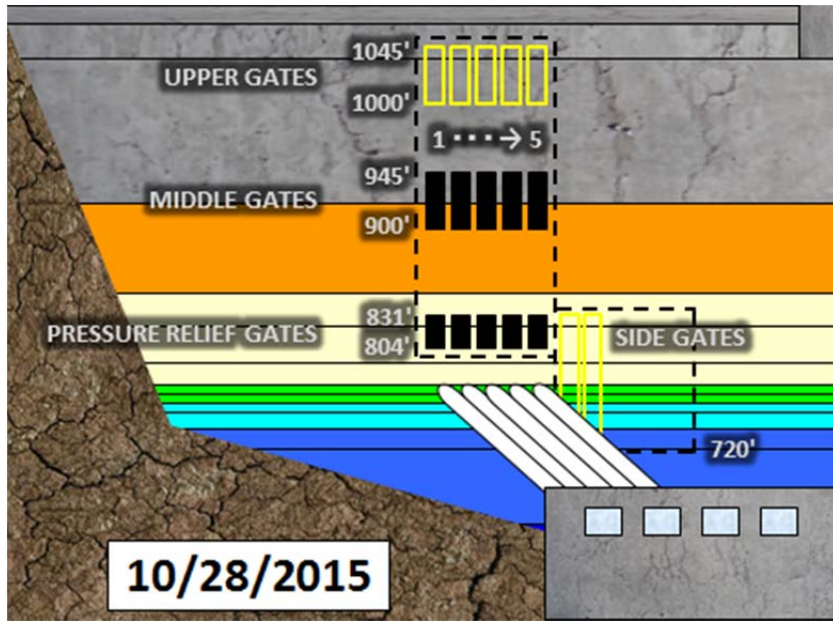 1045'
UPPER GATES
1000'
1 ···→ 5
945'
MIDDLE GATES
900'
831'
PRESSURE RELIEF GATES
SIDE GATES
804'
720'
10/28/2015